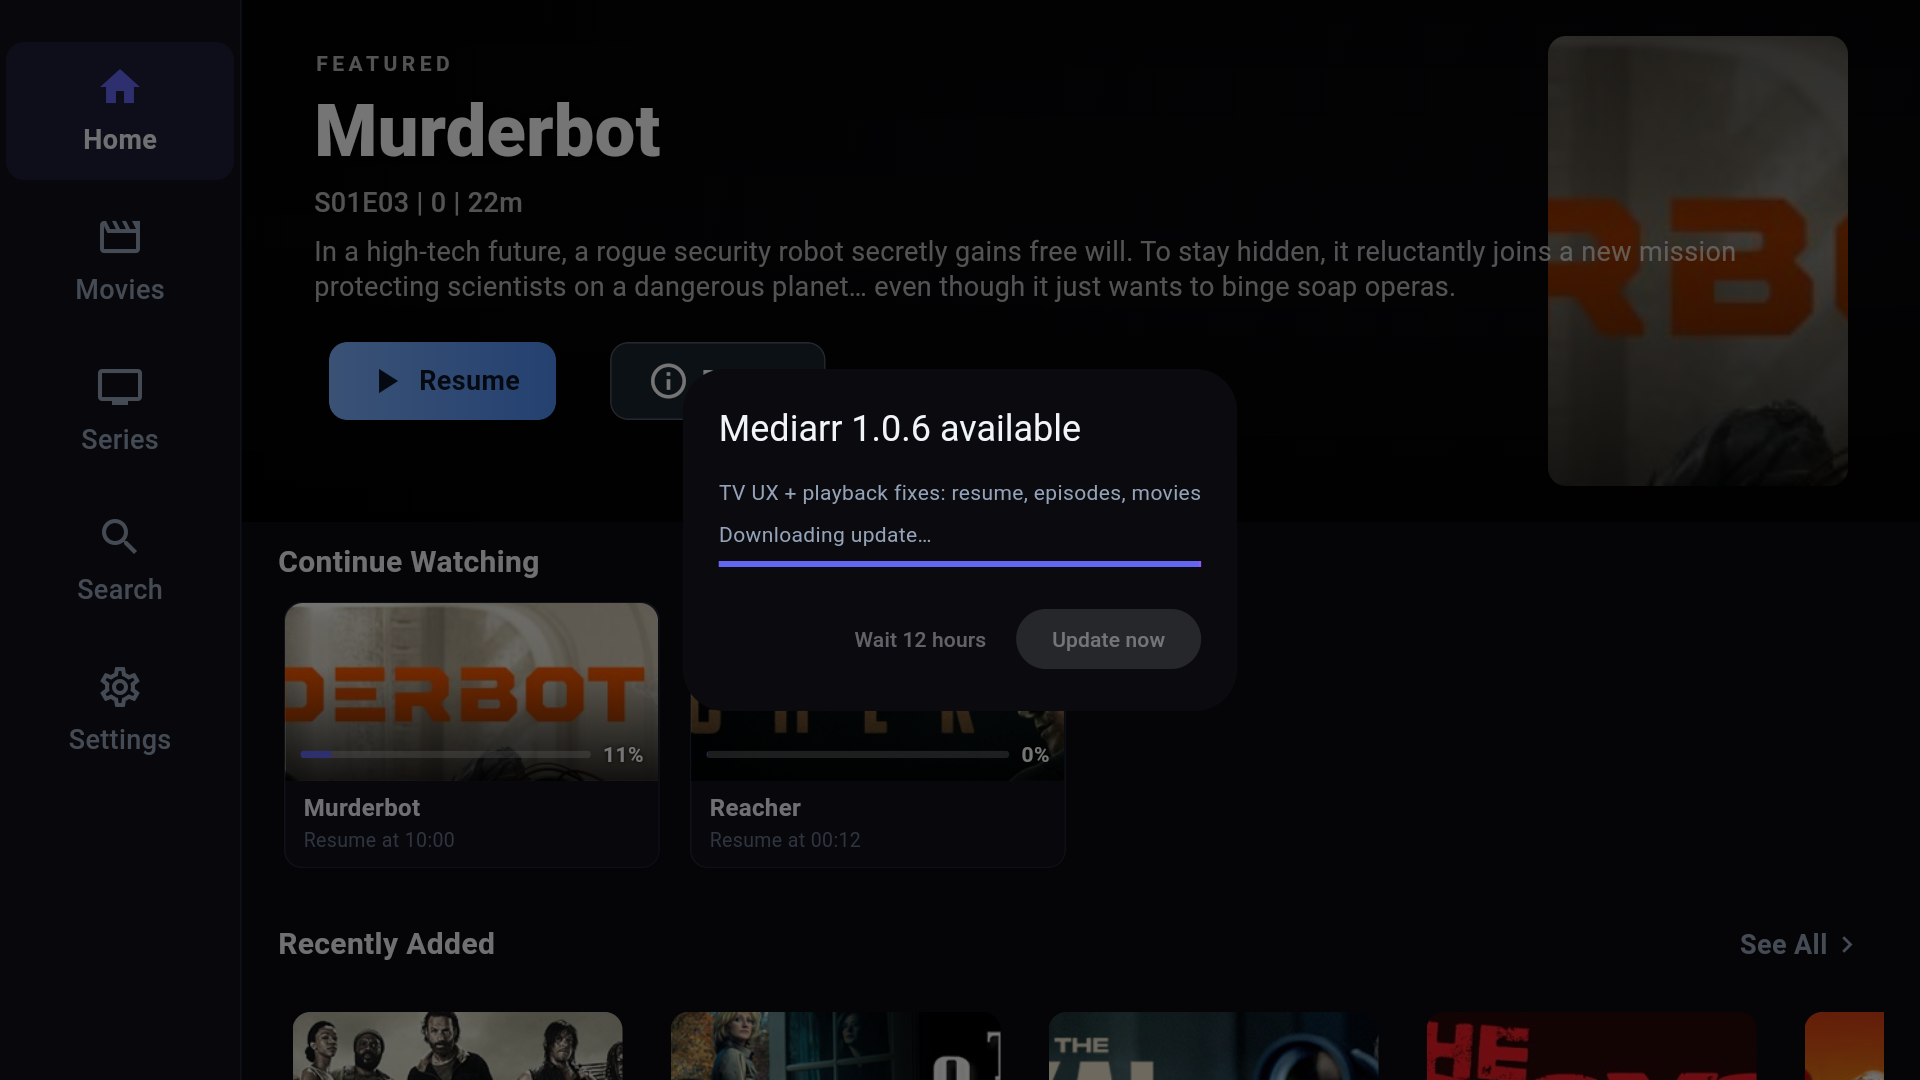 Home
Movies
Series
Search
Settings
FEATURED
Murderbot
S01E03 | 0 | 22m
In a high-tech future, a rogue security robot secretly gains free will. To stay hidden, it reluctantly joins a new mission
protecting scientists on a dangerous planet... even though it just wants to binge soap operas.
Resume
RB
Mediarr 1.0.6 available
TV UX + playback fixes: resume, episodes, movies
Downloading update...
Wait 12 hours
Update now
Continue Watching
DERBOT
11%
Murderbot
Resume at 10:00
0%
Reacher
Resume at 00:12
Recently Added
See All
THE
HE